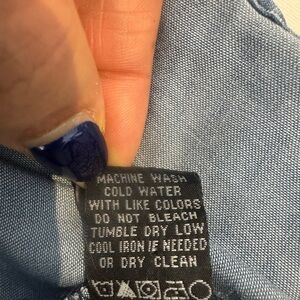 MACHINE WASH
COLD WATER
WITH LIKE COLORS
DO NOT BLEACH
TUMBLE DRY LOW
COOL IRON IF NEEDED
OR DRY CLEAN